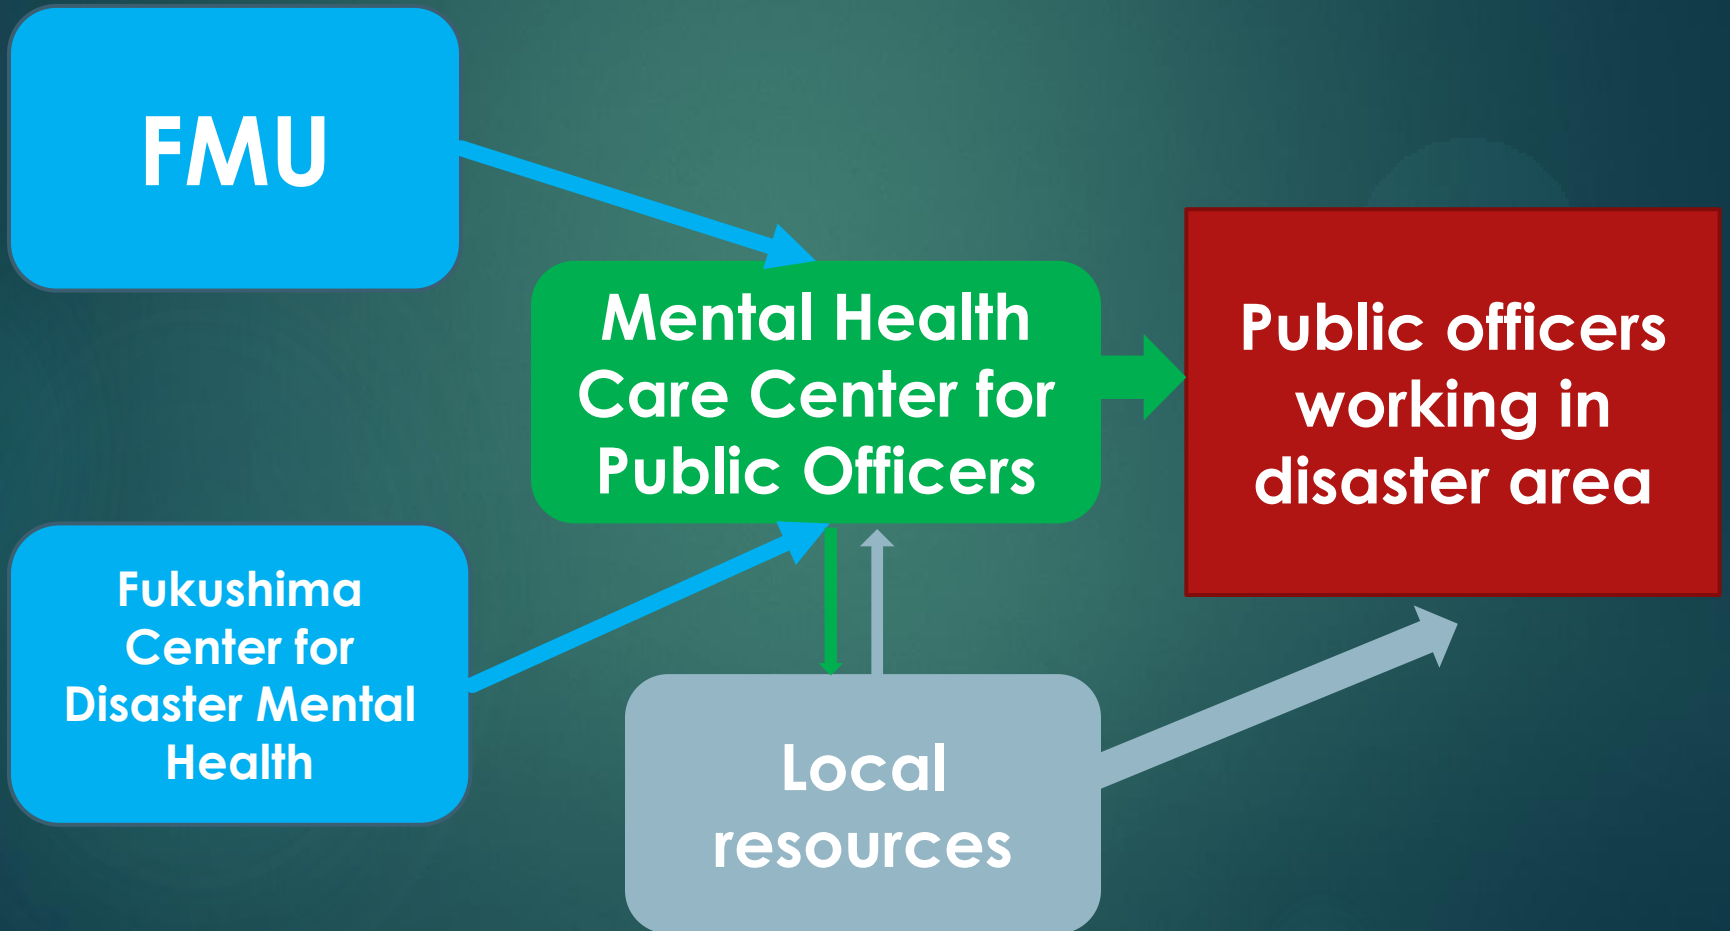 FMU
Mental Health
Care Center for
Public Officers
Public officers
working in
disaster area
Fukushima
Center for
Disaster Mental
Health
Local
resources